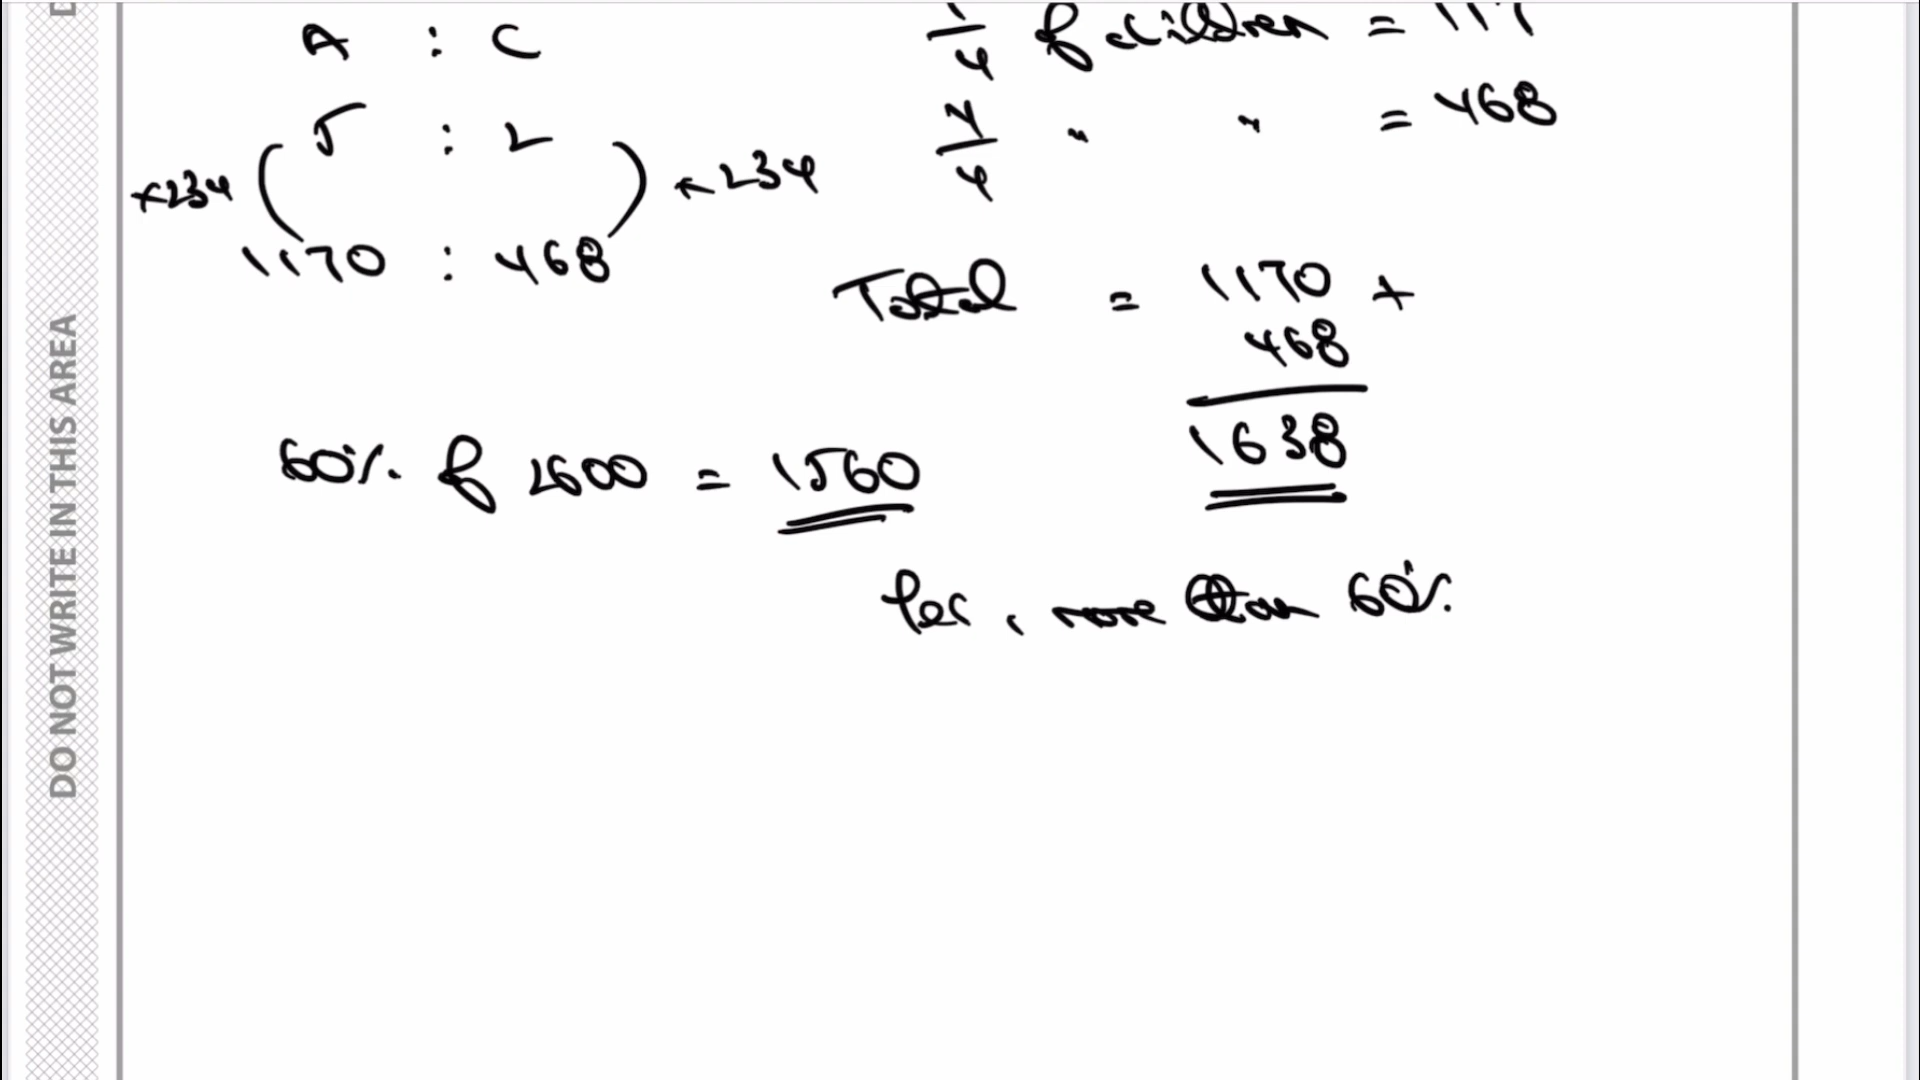 DO NOT WRITE IN THIS AREA
A : C
5 : 2
×234 ×234
1170 : 468
1/4 of children = 117
4/4 " " = 468
Total = 1170 +
468
1638
60% of 2600 = 1560
Yes, more than 60%